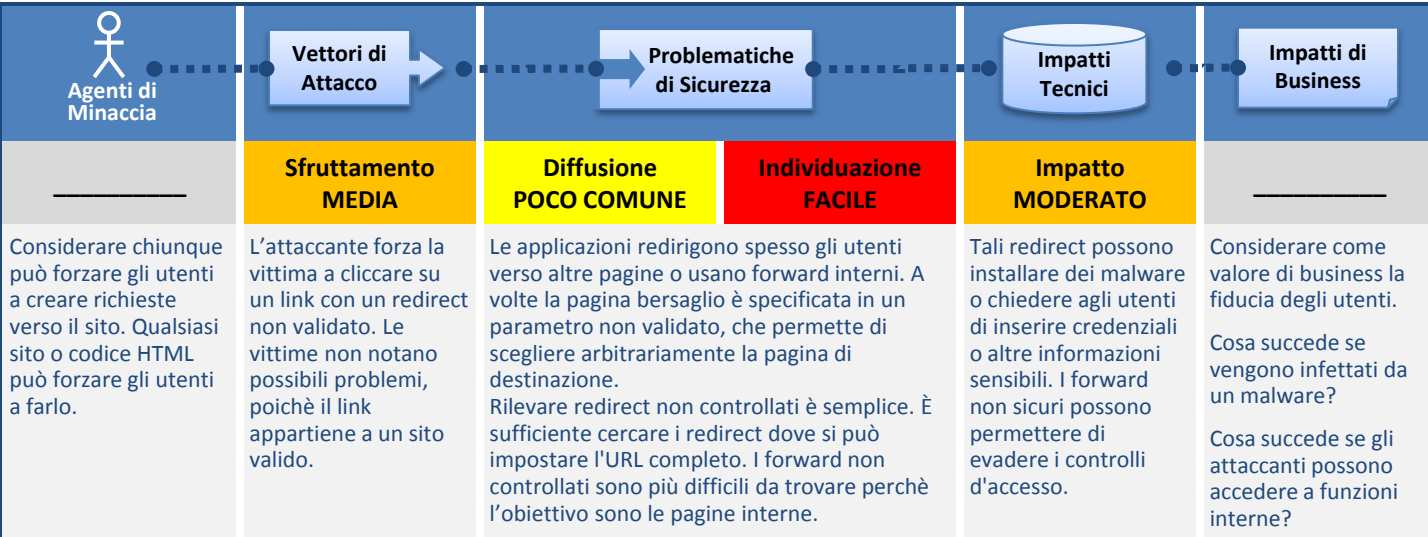 Agenti di
Minaccia
Vettori di
Attacco
Problematiche
di Sicurezza
Impatti
Tecnici
Impatti di
Business
__________
Sfruttamento
MEDIA
Diffusione
POCO COMUNE
Individuazione
FACILE
Impatto
MODERATO
__________
Considerare chiunque
può forzare gli utenti
a creare richieste
verso il sito. Qualsiasi
sito o codice HTML
può forzare gli utenti
a farlo.
L’attaccante forza la
vittima a cliccare su
un link con un redirect
non validato. Le
vittime non notano
possibili problemi,
poichè il link
appartiene a un sito
valido.
Le applicazioni redirigono spesso gli utenti
verso altre pagine o usano forward interni. A
volte la pagina bersaglio è specificata in un
parametro non validato, che permette di
scegliere arbitrariamente la pagina di
destinazione.
Rilevare redirect non controllati è semplice. È
sufficiente cercare i redirect dove si può
impostare l'URL completo. I forward non
controllati sono più difficili da trovare perchè
l’obiettivo sono le pagine interne.
Tali redirect possono
installare dei malware
o chiedere agli utenti
di inserire credenziali
o altre informazioni
sensibili. I forward
non sicuri possono
permettere di
evadere i controlli
d'accesso.
Considerare come
valore di business la
fiducia degli utenti.
Cosa succede se
vengono infettati da
un malware?
Cosa succede se gli
attaccanti possono
accedere a funzioni
interne?